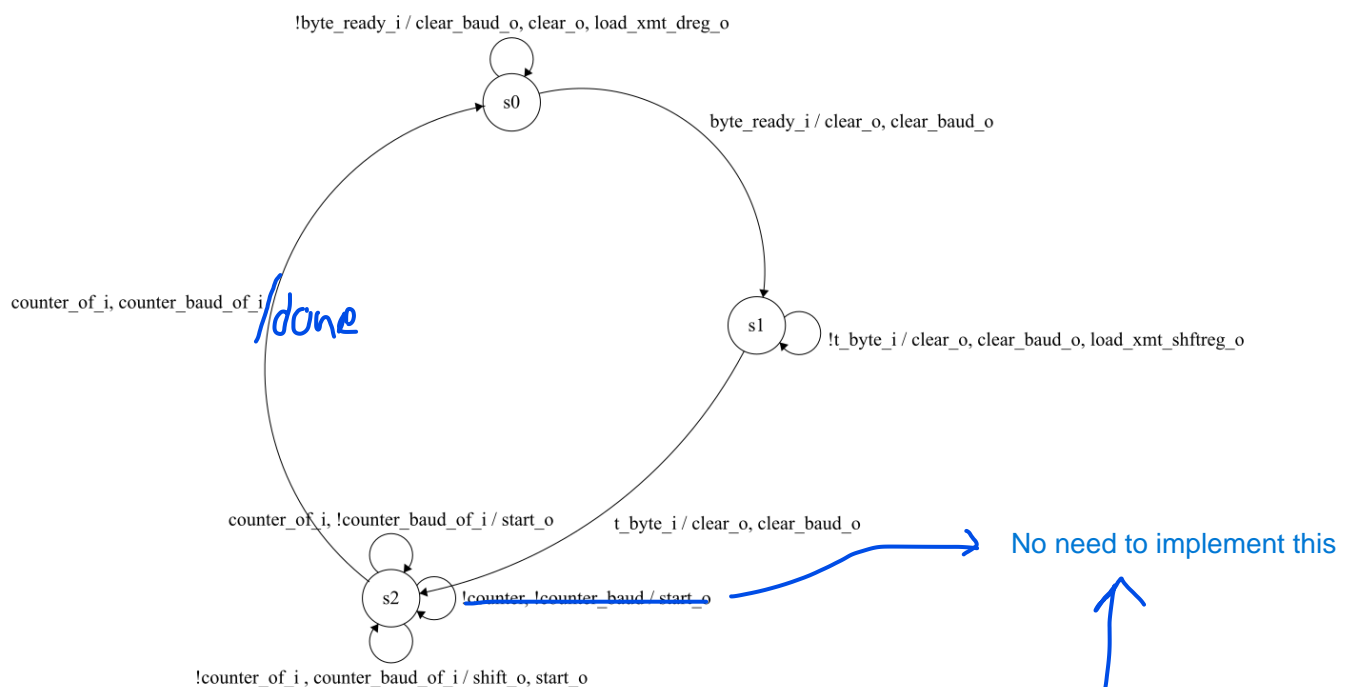 !byte_ready_i / clear_baud_o, clear_o, load_xmt_dreg_o
s0
byte_ready_i / clear_o, clear_baud_o
counter_of_i, counter_baud_of_i
/done
s1
!t_byte_i / clear_o, clear_baud_o, load_xmt_shftreg_o
counter_of_i, !counter_baud_of_i / start_o
t_byte_i / clear_o, clear_baud_o
No need to implement this
s2
!counter, !counter_baud / start_o
!counter_of_i , counter_baud_of_i / shift_o, start_o